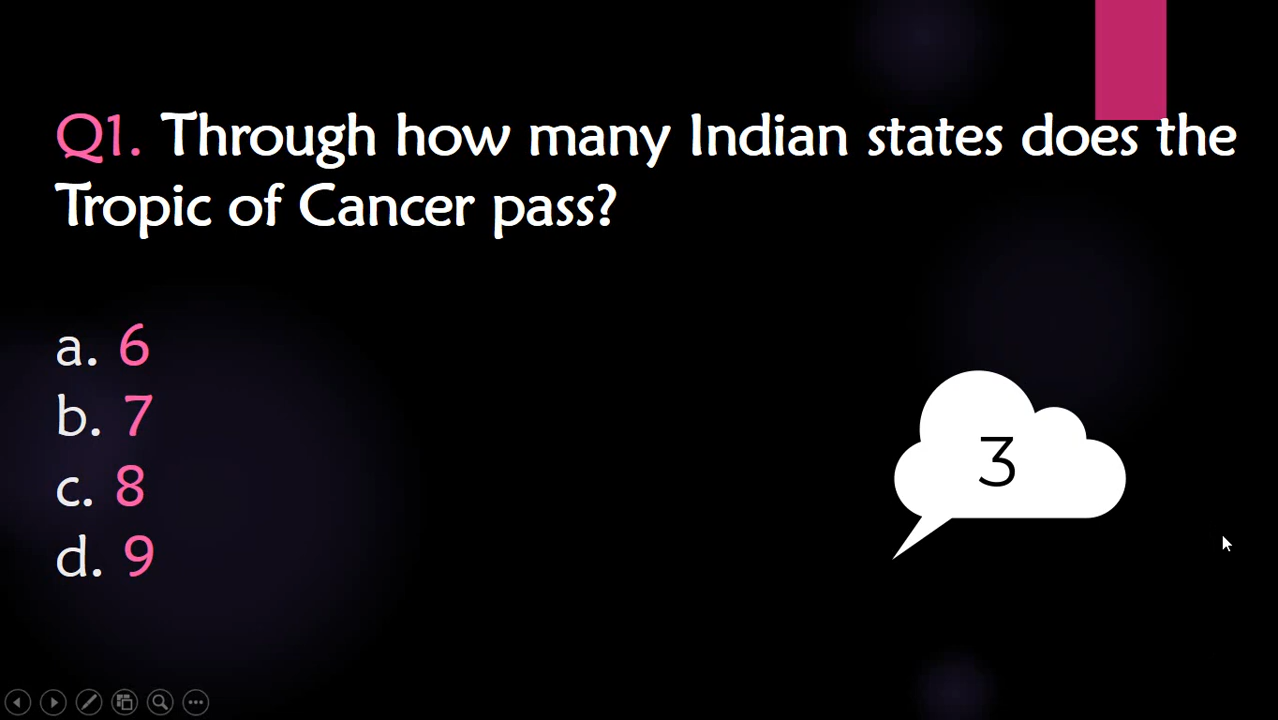 Q1. Through how many Indian states does the
Tropic of Cancer pass?
a. 6
b. 7
c. 8
d. 9
3